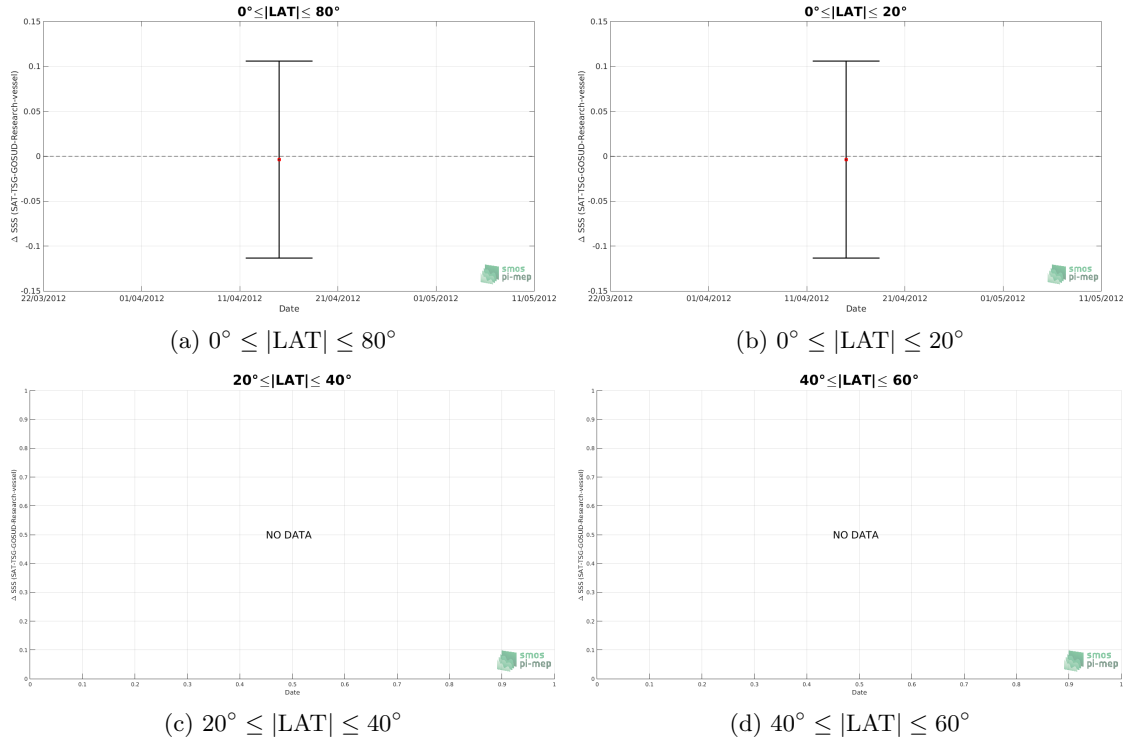 0°≤|LAT|≤ 80°
0.15
0.1
0.05
0
-0.05
-0.1
-0.15
Δ SSS (SAT-TSG-GOSUD-Research-vessel)
22/03/2012 01/04/2012 11/04/2012 21/04/2012 01/05/2012 11/05/2012
Date
smos
pi-mep
(a) 0° ≤ |LAT| ≤ 80°
0°≤|LAT|≤ 20°
0.15
0.1
0.05
0
-0.05
-0.1
-0.15
Δ SSS (SAT-TSG-GOSUD-Research-vessel)
22/03/2012 01/04/2012 11/04/2012 21/04/2012 01/05/2012 11/05/2012
Date
smos
pi-mep
(b) 0° ≤ |LAT| ≤ 20°
20°≤|LAT|≤ 40°
1
0.9
0.8
0.7
0.6
0.5
0.4
0.3
0.2
0.1
0
Δ SSS (SAT-TSG-GOSUD-Research-vessel)
NO DATA
0 0.1 0.2 0.3 0.4 0.5 0.6 0.7 0.8 0.9 1
Date
smos
pi-mep
(c) 20° ≤ |LAT| ≤ 40°
40°≤|LAT|≤ 60°
1
0.9
0.8
0.7
0.6
0.5
0.4
0.3
0.2
0.1
0
Δ SSS (SAT-TSG-GOSUD-Research-vessel)
NO DATA
0 0.1 0.2 0.3 0.4 0.5 0.6 0.7 0.8 0.9 1
Date
smos
pi-mep
(d) 40° ≤ |LAT| ≤ 60°